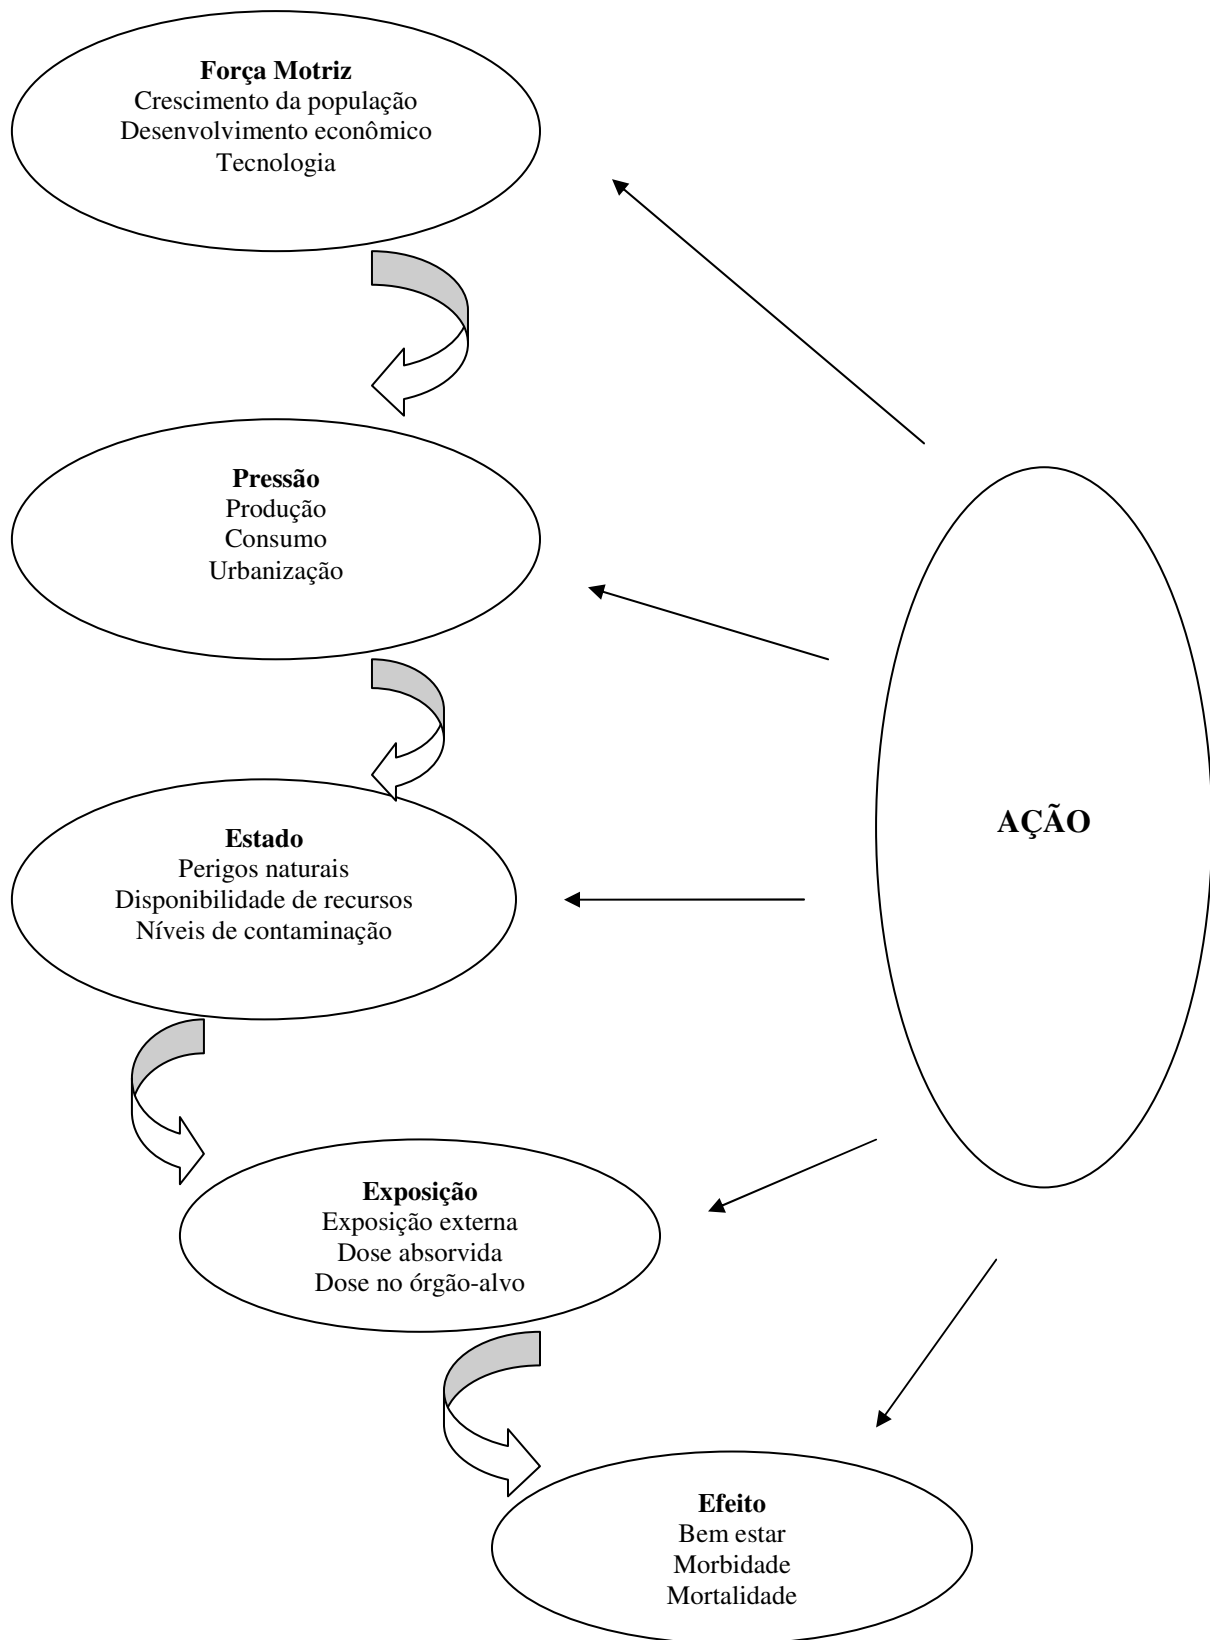 Força Motriz
Crescimento da população
Desenvolvimento econômico
Tecnologia
Pressão
Produção
Consumo
Urbanização
AÇÃO
Estado
Perigos naturais
Disponibilidade de recursos
Níveis de contaminação
Exposição
Exposição externa
Dose absorvida
Dose no órgão-alvo
Efeito
Bem estar
Morbidade
Mortalidade